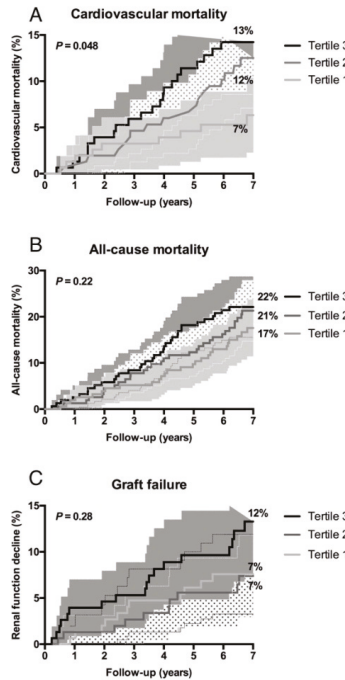 A
Cardiovascular mortality
Cardiovascular mortality (%)
15
10
5
0
P = 0.048
13%
12%
7%
Tertile 3
Tertile 2
Tertile 1
0 1 2 3 4 5 6 7
Follow-up (years)
B
All-cause mortality
All-cause mortality (%)
30
20
10
0
P = 0.22
22%
21%
17%
Tertile 3
Tertile 2
Tertile 1
0 1 2 3 4 5 6 7
Follow-up (years)
C
Graft failure
Renal function decline (%)
15
10
5
0
P = 0.28
12%
7%
7%
Tertile 3
Tertile 2
Tertile 1
0 1 2 3 4 5 6 7
Follow-up (years)